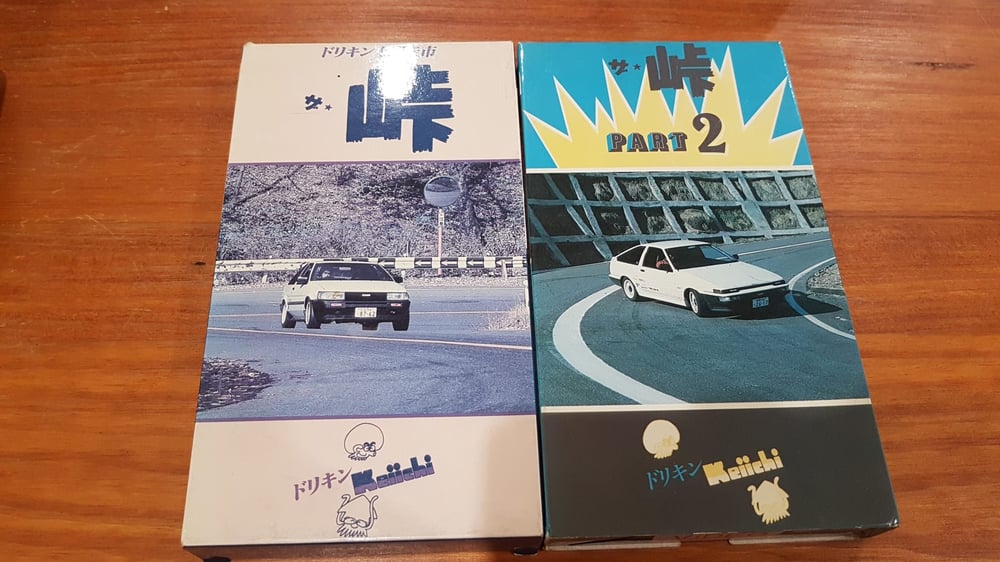 ドリキン
市
ザ★
峠
ドリキン Keiichi
ザ★峠
PART 2
ドリキン Keiichi